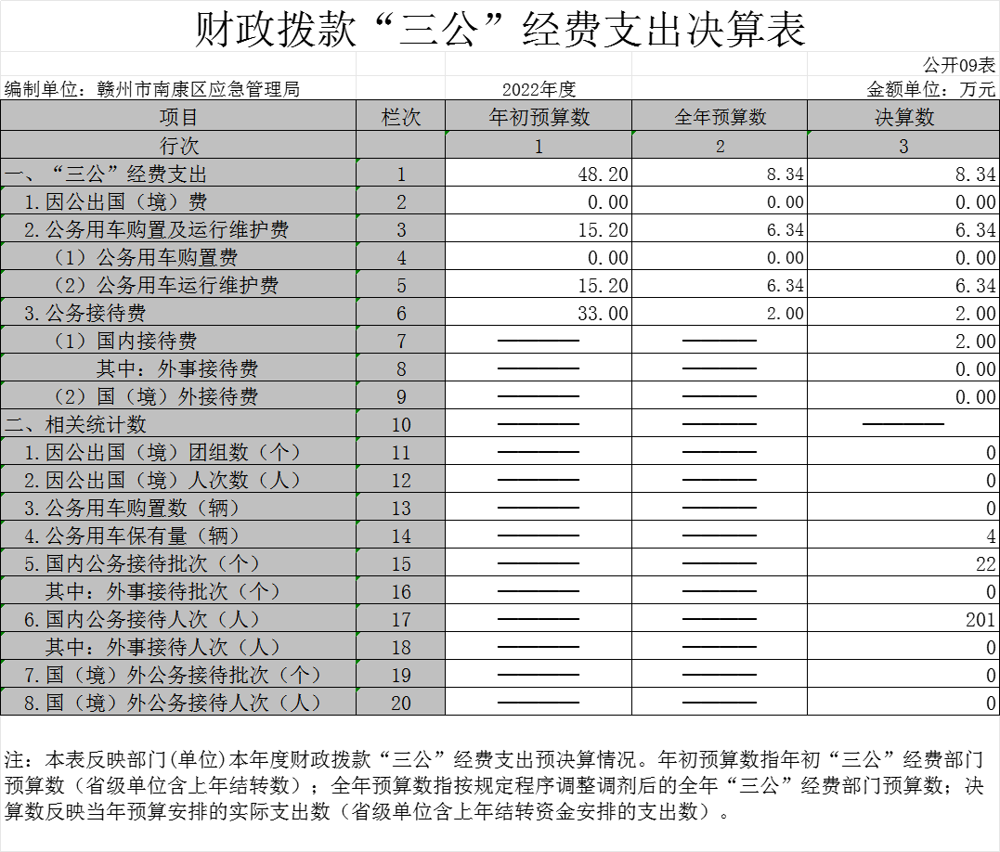 财政拨款“三公”经费支出决算表
公开09表
编制单位：赣州市南康区应急管理局 2022年度 金额单位：万元
项目 栏次 年初预算数 全年预算数 决算数
行次 1 2 3
一、“三公”经费支出 1 48.20 8.34 8.34
1.因公出国（境）费 2 0.00 0.00 0.00
2.公务用车购置及运行维护费 3 15.20 6.34 6.34
（1）公务用车购置费 4 0.00 0.00 0.00
（2）公务用车运行维护费 5 15.20 6.34 6.34
3.公务接待费 6 33.00 2.00 2.00
（1）国内接待费 7 ———— ———— 2.00
其中：外事接待费 8 ———— ———— 0.00
（2）国（境）外接待费 9 ———— ———— 0.00
二、相关统计数 10 ———— ———— ————
1.因公出国（境）团组数（个） 11 ———— ———— 0
2.因公出国（境）人次数（人） 12 ———— ———— 0
3.公务用车购置数（辆） 13 ———— ———— 0
4.公务用车保有量（辆） 14 ———— ———— 4
5.国内公务接待批次（个） 15 ———— ———— 22
其中：外事接待批次（个） 16 ———— ———— 0
6.国内公务接待人次（人） 17 ———— ———— 201
其中：外事接待人次（人） 18 ———— ———— 0
7.国（境）外公务接待批次（个） 19 ———— ———— 0
8.国（境）外公务接待人次（人） 20 ———— ———— 0
注：本表反映部门(单位)本年度财政拨款“三公”经费支出预决算情况。年初预算数指年初“三公”经费部门
预算数（省级单位含上年结转数）；全年预算数指按规定程序调整调剂后的全年“三公”经费部门预算数；决
算数反映当年预算安排的实际支出数（省级单位含上年结转资金安排的支出数）。